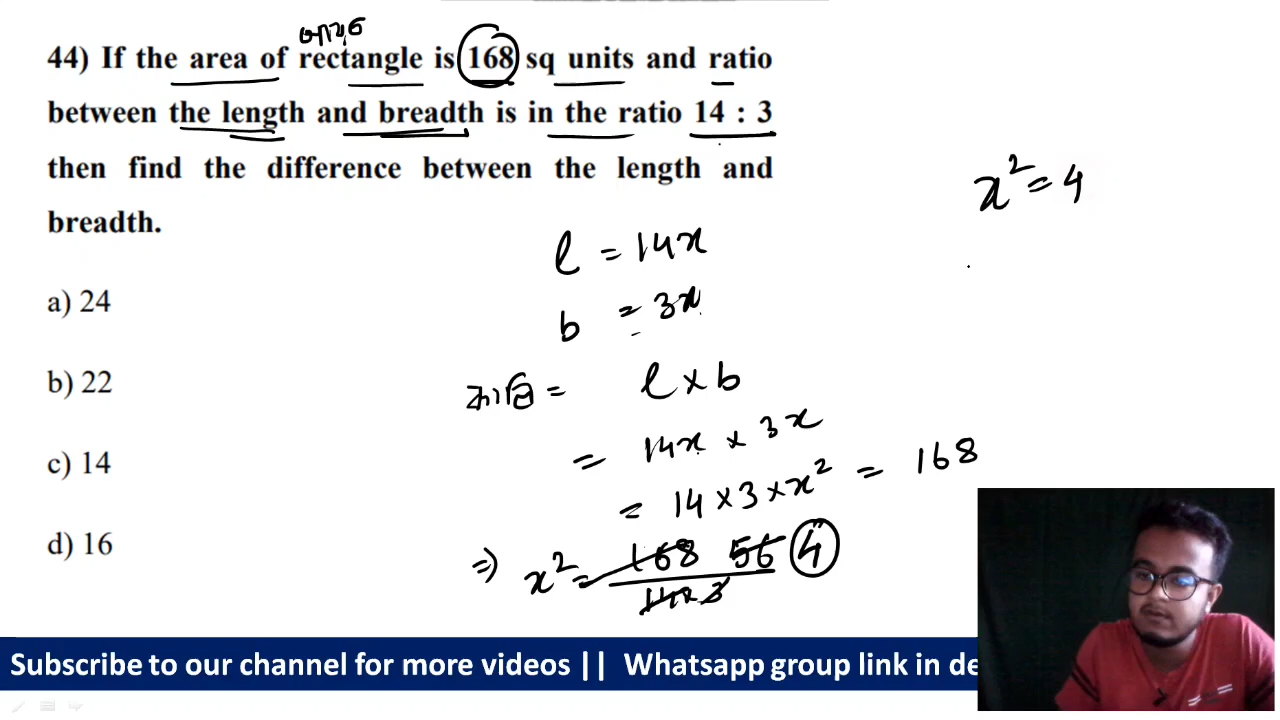 আয়ত
44) If the area of rectangle is 168 sq units and ratio
between the length and breadth is in the ratio 14 : 3
then find the difference between the length and
breadth.
a) 24
b) 22
c) 14
d) 16
l = 14x
b = 3x
কালি = l × b
= 14x × 3x
= 14 × 3 × x² = 168
⇒ x² = 168 56 4
14 × 3
x² = 4
Subscribe to our channel for more videos || Whatsapp group link in de